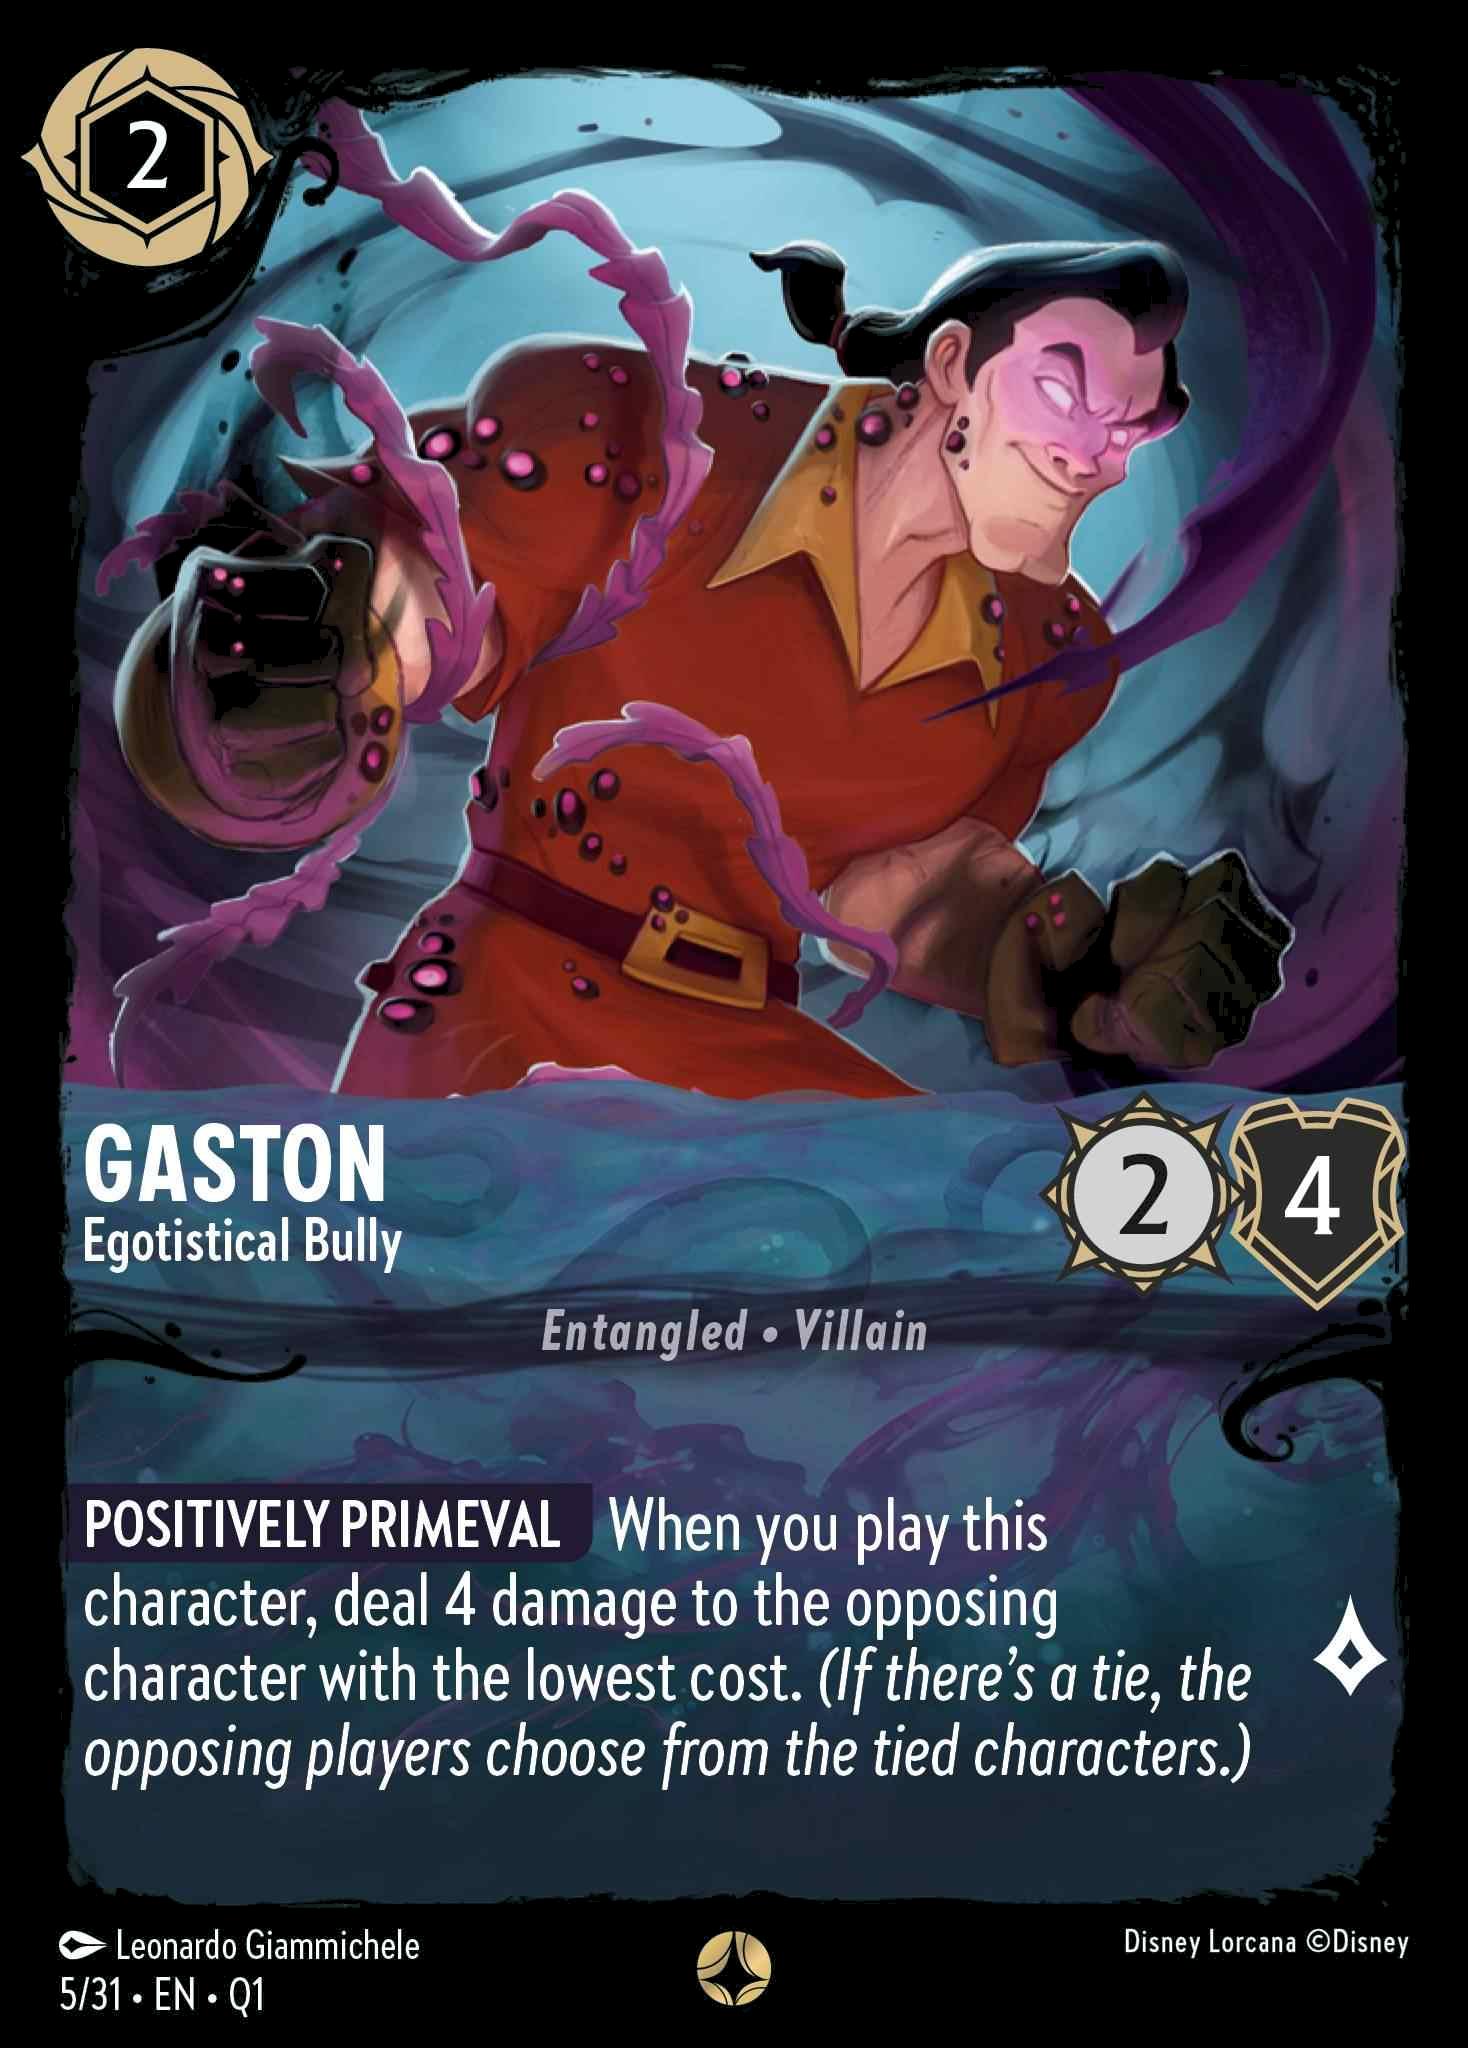 2
GASTON
Egotistical Bully
2 4
Entangled • Villain
POSITIVELY PRIMEVAL When you play this
character, deal 4 damage to the opposing
character with the lowest cost. (If there's a tie, the
opposing players choose from the tied characters.)
Leonardo Giammichele
Disney Lorcana ©Disney
5/31 • EN • Q1